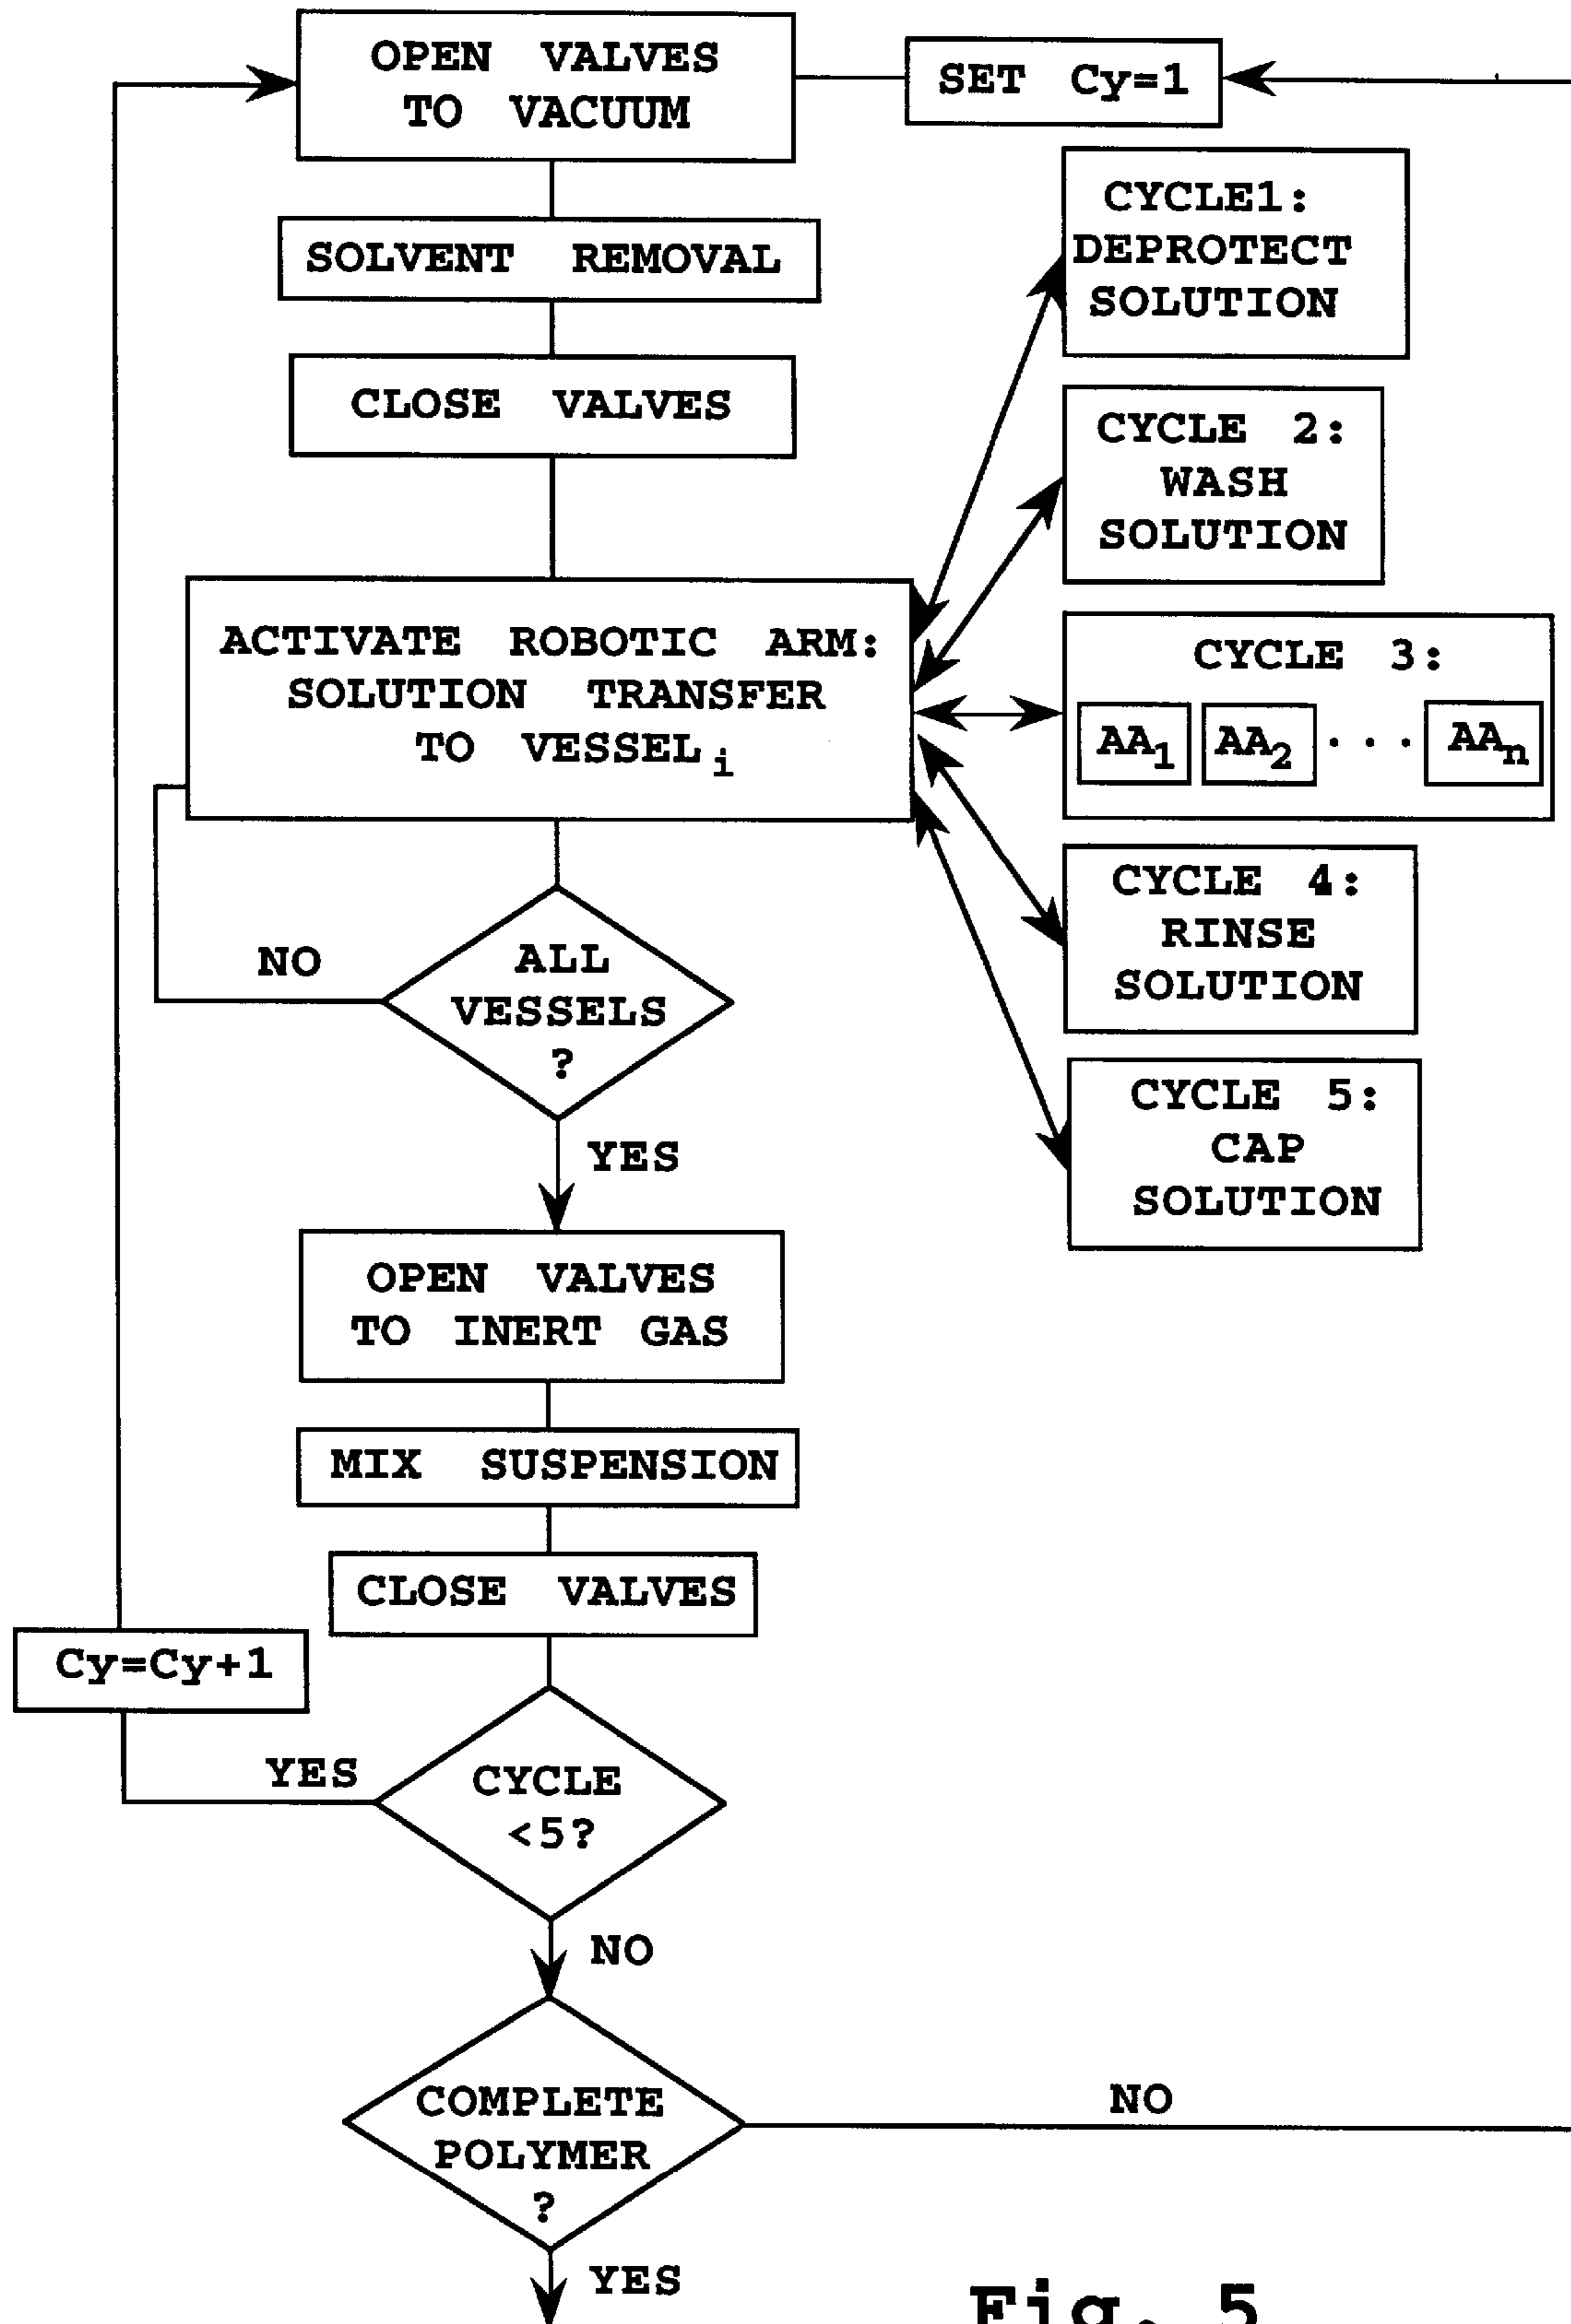 OPEN VALVES
TO VACUUM
SET Cy=1
SOLVENT REMOVAL
CLOSE VALVES
CYCLE1:
DEPROTECT
SOLUTION
CYCLE 2:
WASH
SOLUTION
ACTIVATE ROBOTIC ARM:
SOLUTION TRANSFER
TO VESSEL i
CYCLE 3:
AA1 AA2 ... AAn
CYCLE 4:
RINSE
SOLUTION
NO
ALL
VESSELS
?
CYCLE 5:
CAP
SOLUTION
YES
OPEN VALVES
TO INERT GAS
MIX SUSPENSION
CLOSE VALVES
Cy=Cy+1
YES
CYCLE
<5?
NO
COMPLETE
POLYMER
?
NO
YES
Fig. 5